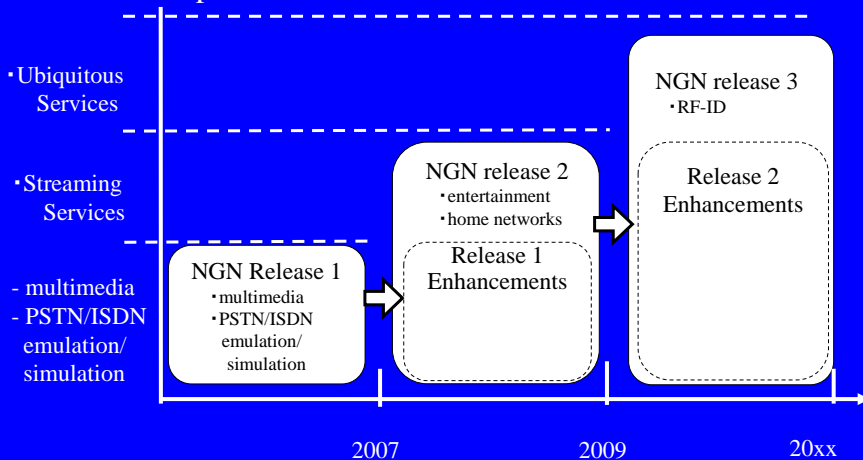 ・Ubiquitous
Services
・Streaming
Services
- multimedia
- PSTN/ISDN
emulation/
simulation
NGN Release 1
・multimedia
・PSTN/ISDN
emulation/
simulation
NGN release 2
・entertainment
・home networks
Release 1
Enhancements
NGN release 3
・RF-ID
Release 2
Enhancements
2007
2009
20xx